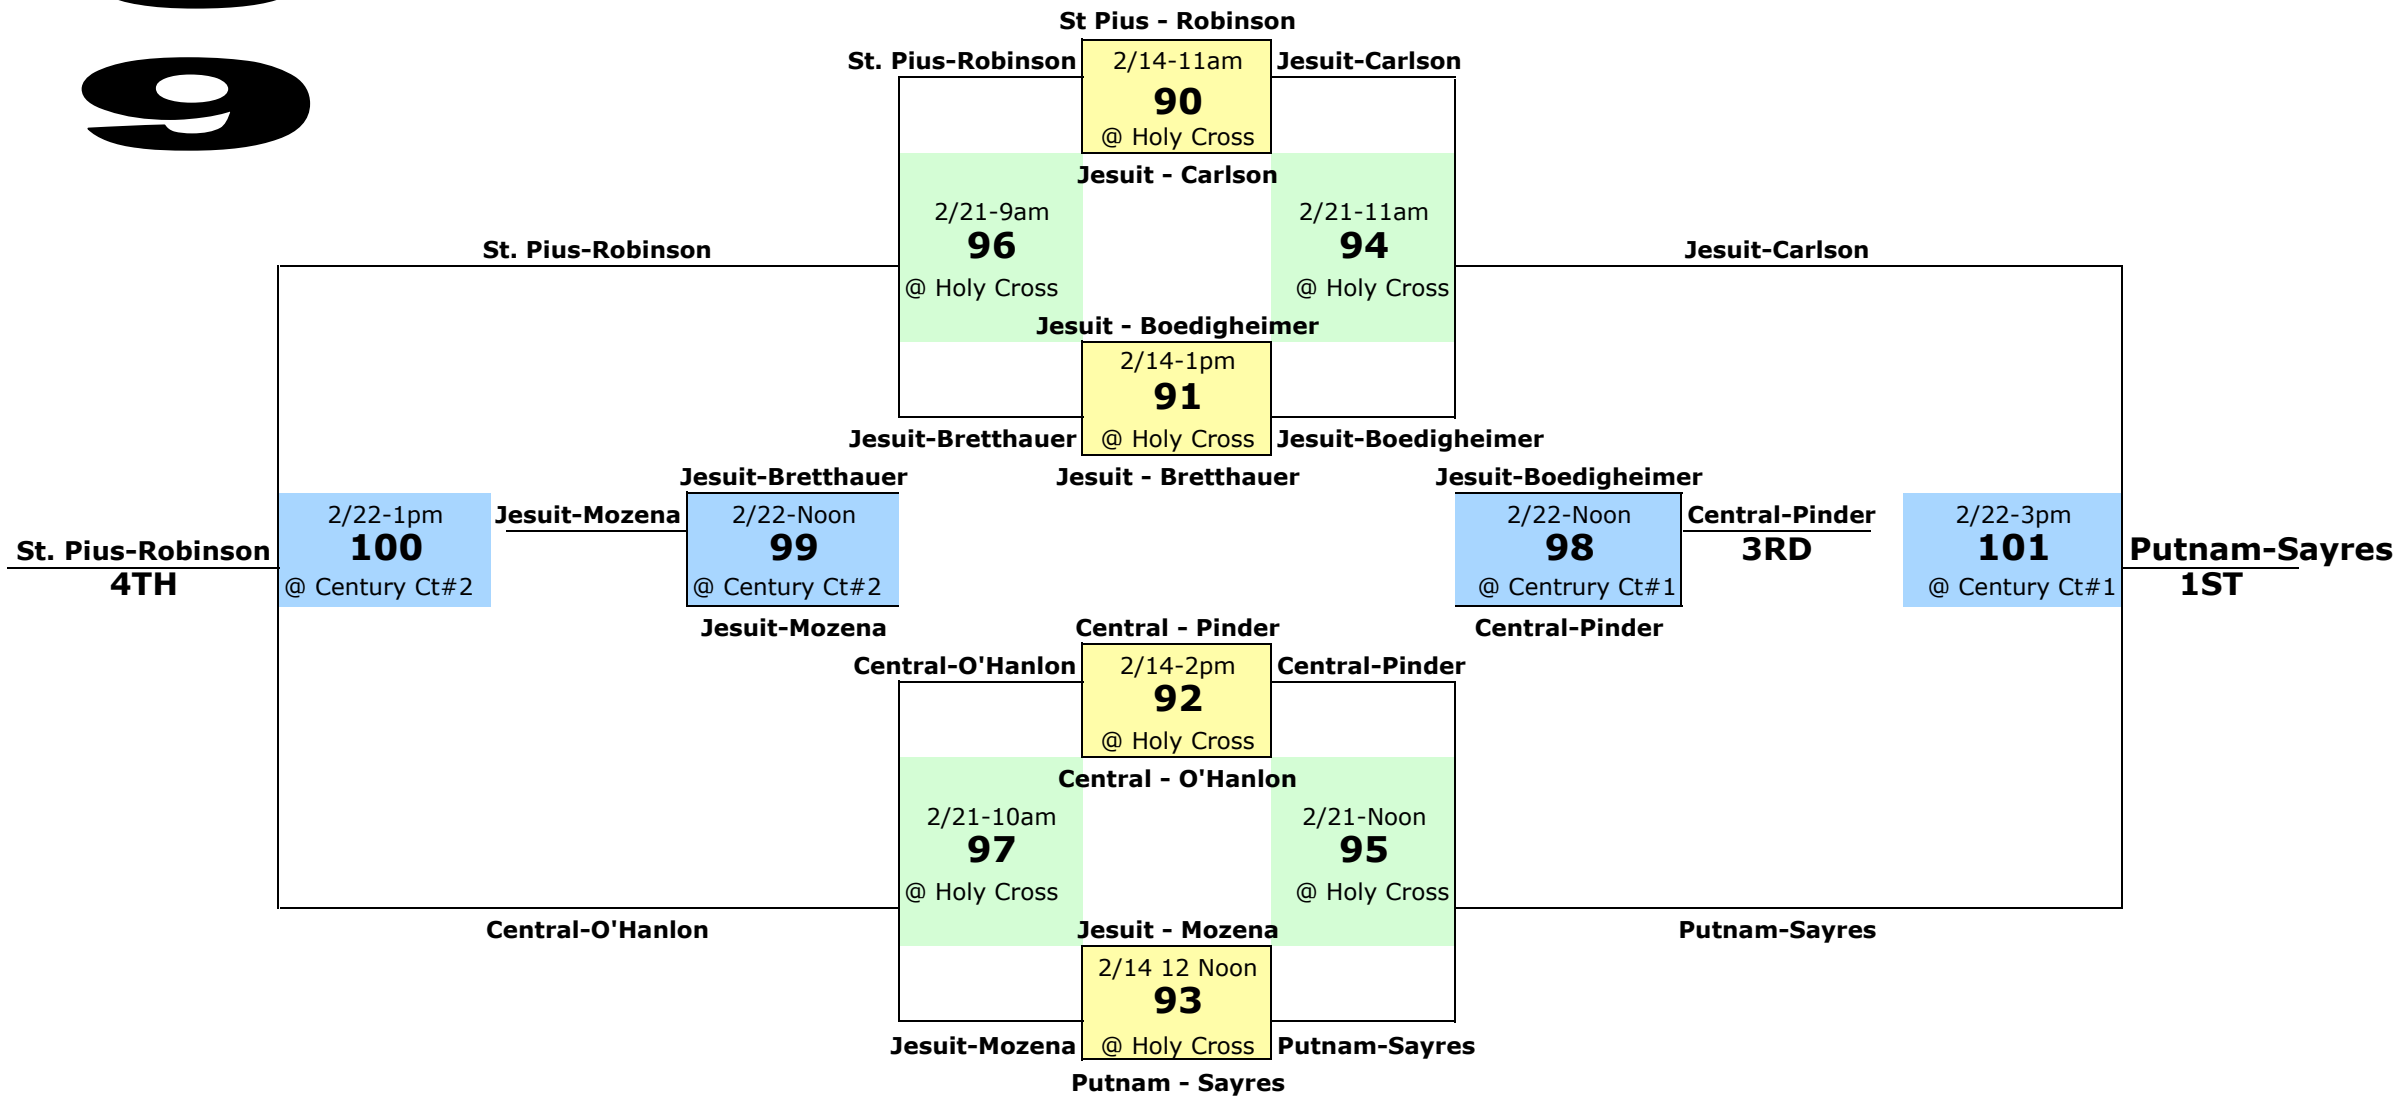 9
St Pius - Robinson
St. Pius-Robinson
2/14-11am
Jesuit-Carlson
90
@ Holy Cross
Jesuit - Carlson
2/21-9am
2/21-11am
96
94
St. Pius-Robinson
Jesuit-Carlson
@ Holy Cross
@ Holy Cross
Jesuit - Boedigheimer
2/14-1pm
91
Jesuit-Bretthauer
@ Holy Cross
Jesuit-Boedigheimer
Jesuit-Bretthauer
Jesuit - Bretthauer
Jesuit-Boedigheimer
2/22-1pm
Jesuit-Mozena
2/22-Noon
2/22-Noon
Central-Pinder
2/22-3pm
St. Pius-Robinson
100
99
98
3RD
101
Putnam-Sayres
4TH
@ Century Ct#2
@ Century Ct#2
@ Centrury Ct#1
@ Century Ct#1
1ST
Jesuit-Mozena
Central - Pinder
Central-Pinder
Central-O'Hanlon
2/14-2pm
Central-Pinder
92
@ Holy Cross
Central - O'Hanlon
2/21-10am
2/21-Noon
97
95
@ Holy Cross
@ Holy Cross
Central-O'Hanlon
Jesuit - Mozena
Putnam-Sayres
2/14 12 Noon
93
Jesuit-Mozena
@ Holy Cross
Putnam-Sayres
Putnam - Sayres